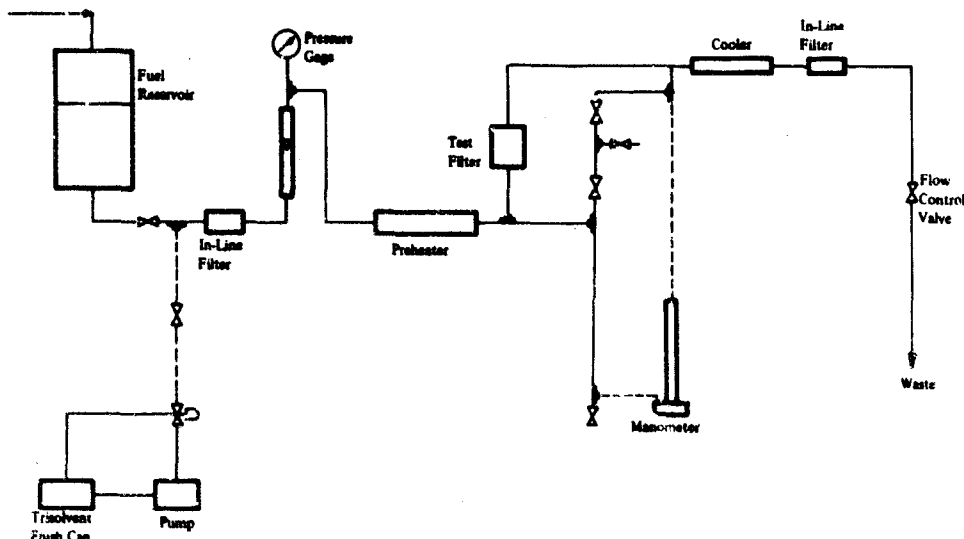 Pressure
Gage
Fuel
Reservoir
Cooler
In-Line
Filter
Test
Filter
Flow
Control
Valve
In-Line
Filter
Preheater
Waste
Manometer
Trisolvent
Flush Can
Pump